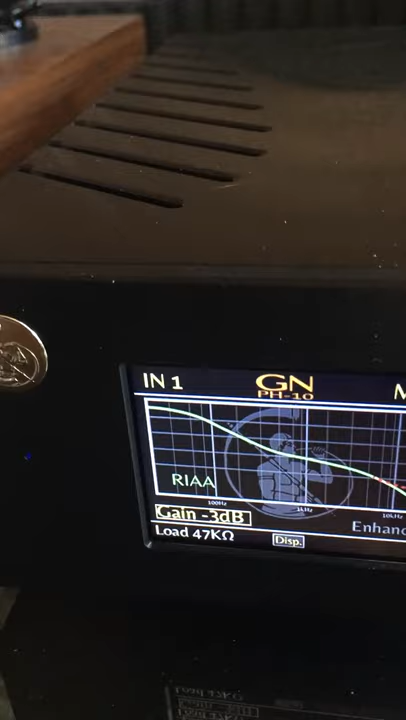 IN 1
GN
PH-10
M
RIAA
100Hz
1kHz
10kHz
Gain -3dB
Enhanc
Load 47KΩ
Disp.